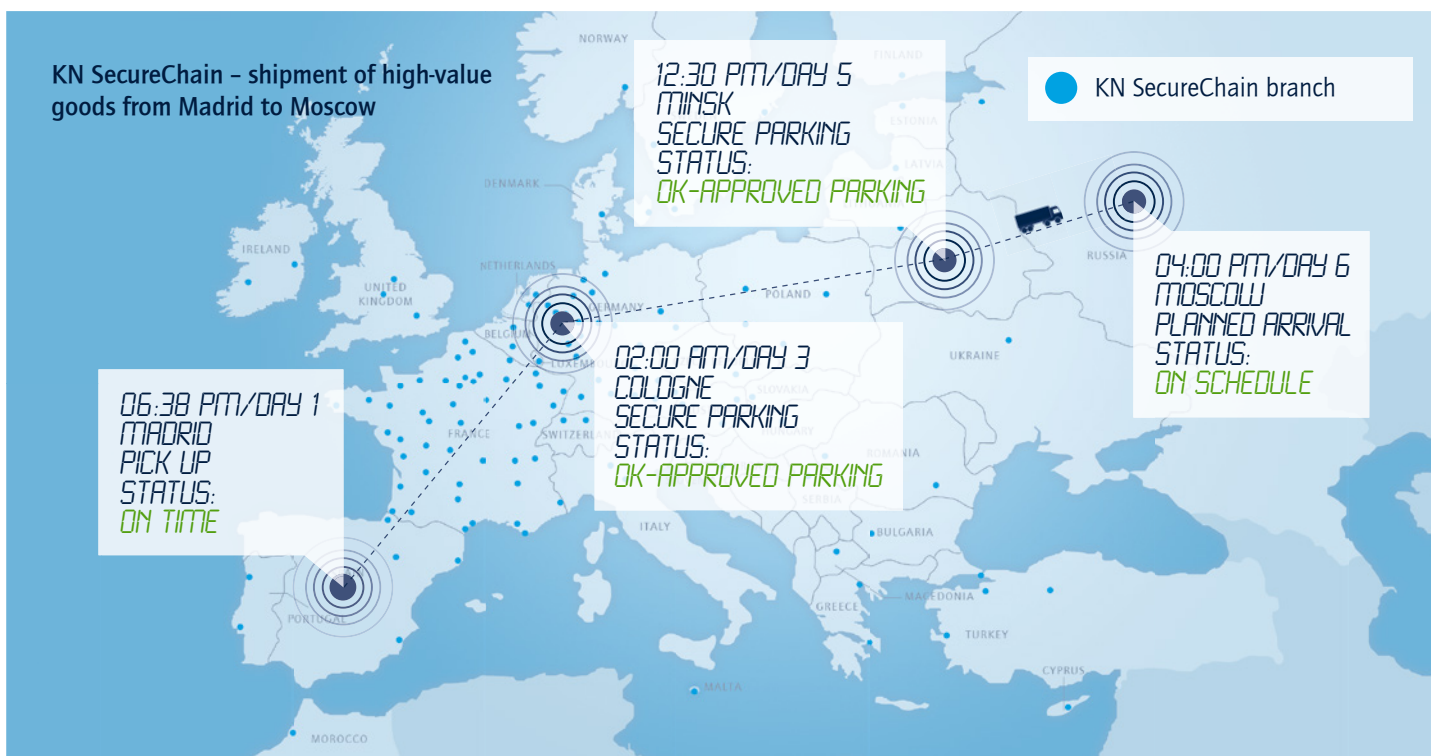 KN SecureChain – shipment of high-value
goods from Madrid to Moscow
KN SecureChain branch
12:30 PM/DAY 5
MINSK
SECURE PARKING
STATUS:
OK-APPROVED PARKING
04:00 PM/DAY 6
MOSCOW
PLANNED ARRIVAL
STATUS:
ON SCHEDULE
02:00 AM/DAY 3
COLOGNE
SECURE PARKING
STATUS:
OK-APPROVED PARKING
06:38 PM/DAY 1
MADRID
PICK UP
STATUS:
ON TIME
NORWAY
FINLAND
ESTONIA
LATVIA
DENMARK
IRELAND
UNITED
KINGDOM
NETHERLANDS
GERMANY
POLAND
RUSSIA
BELGIUM
UKRAINE
SLOVAKIA
FRANCE
HUNGARY
ROMANIA
SERBIA
ITALY
BULGARIA
PORTUGAL
GREECE
MACEDONIA
TURKEY
CYPRUS
MALTA
MOROCCO